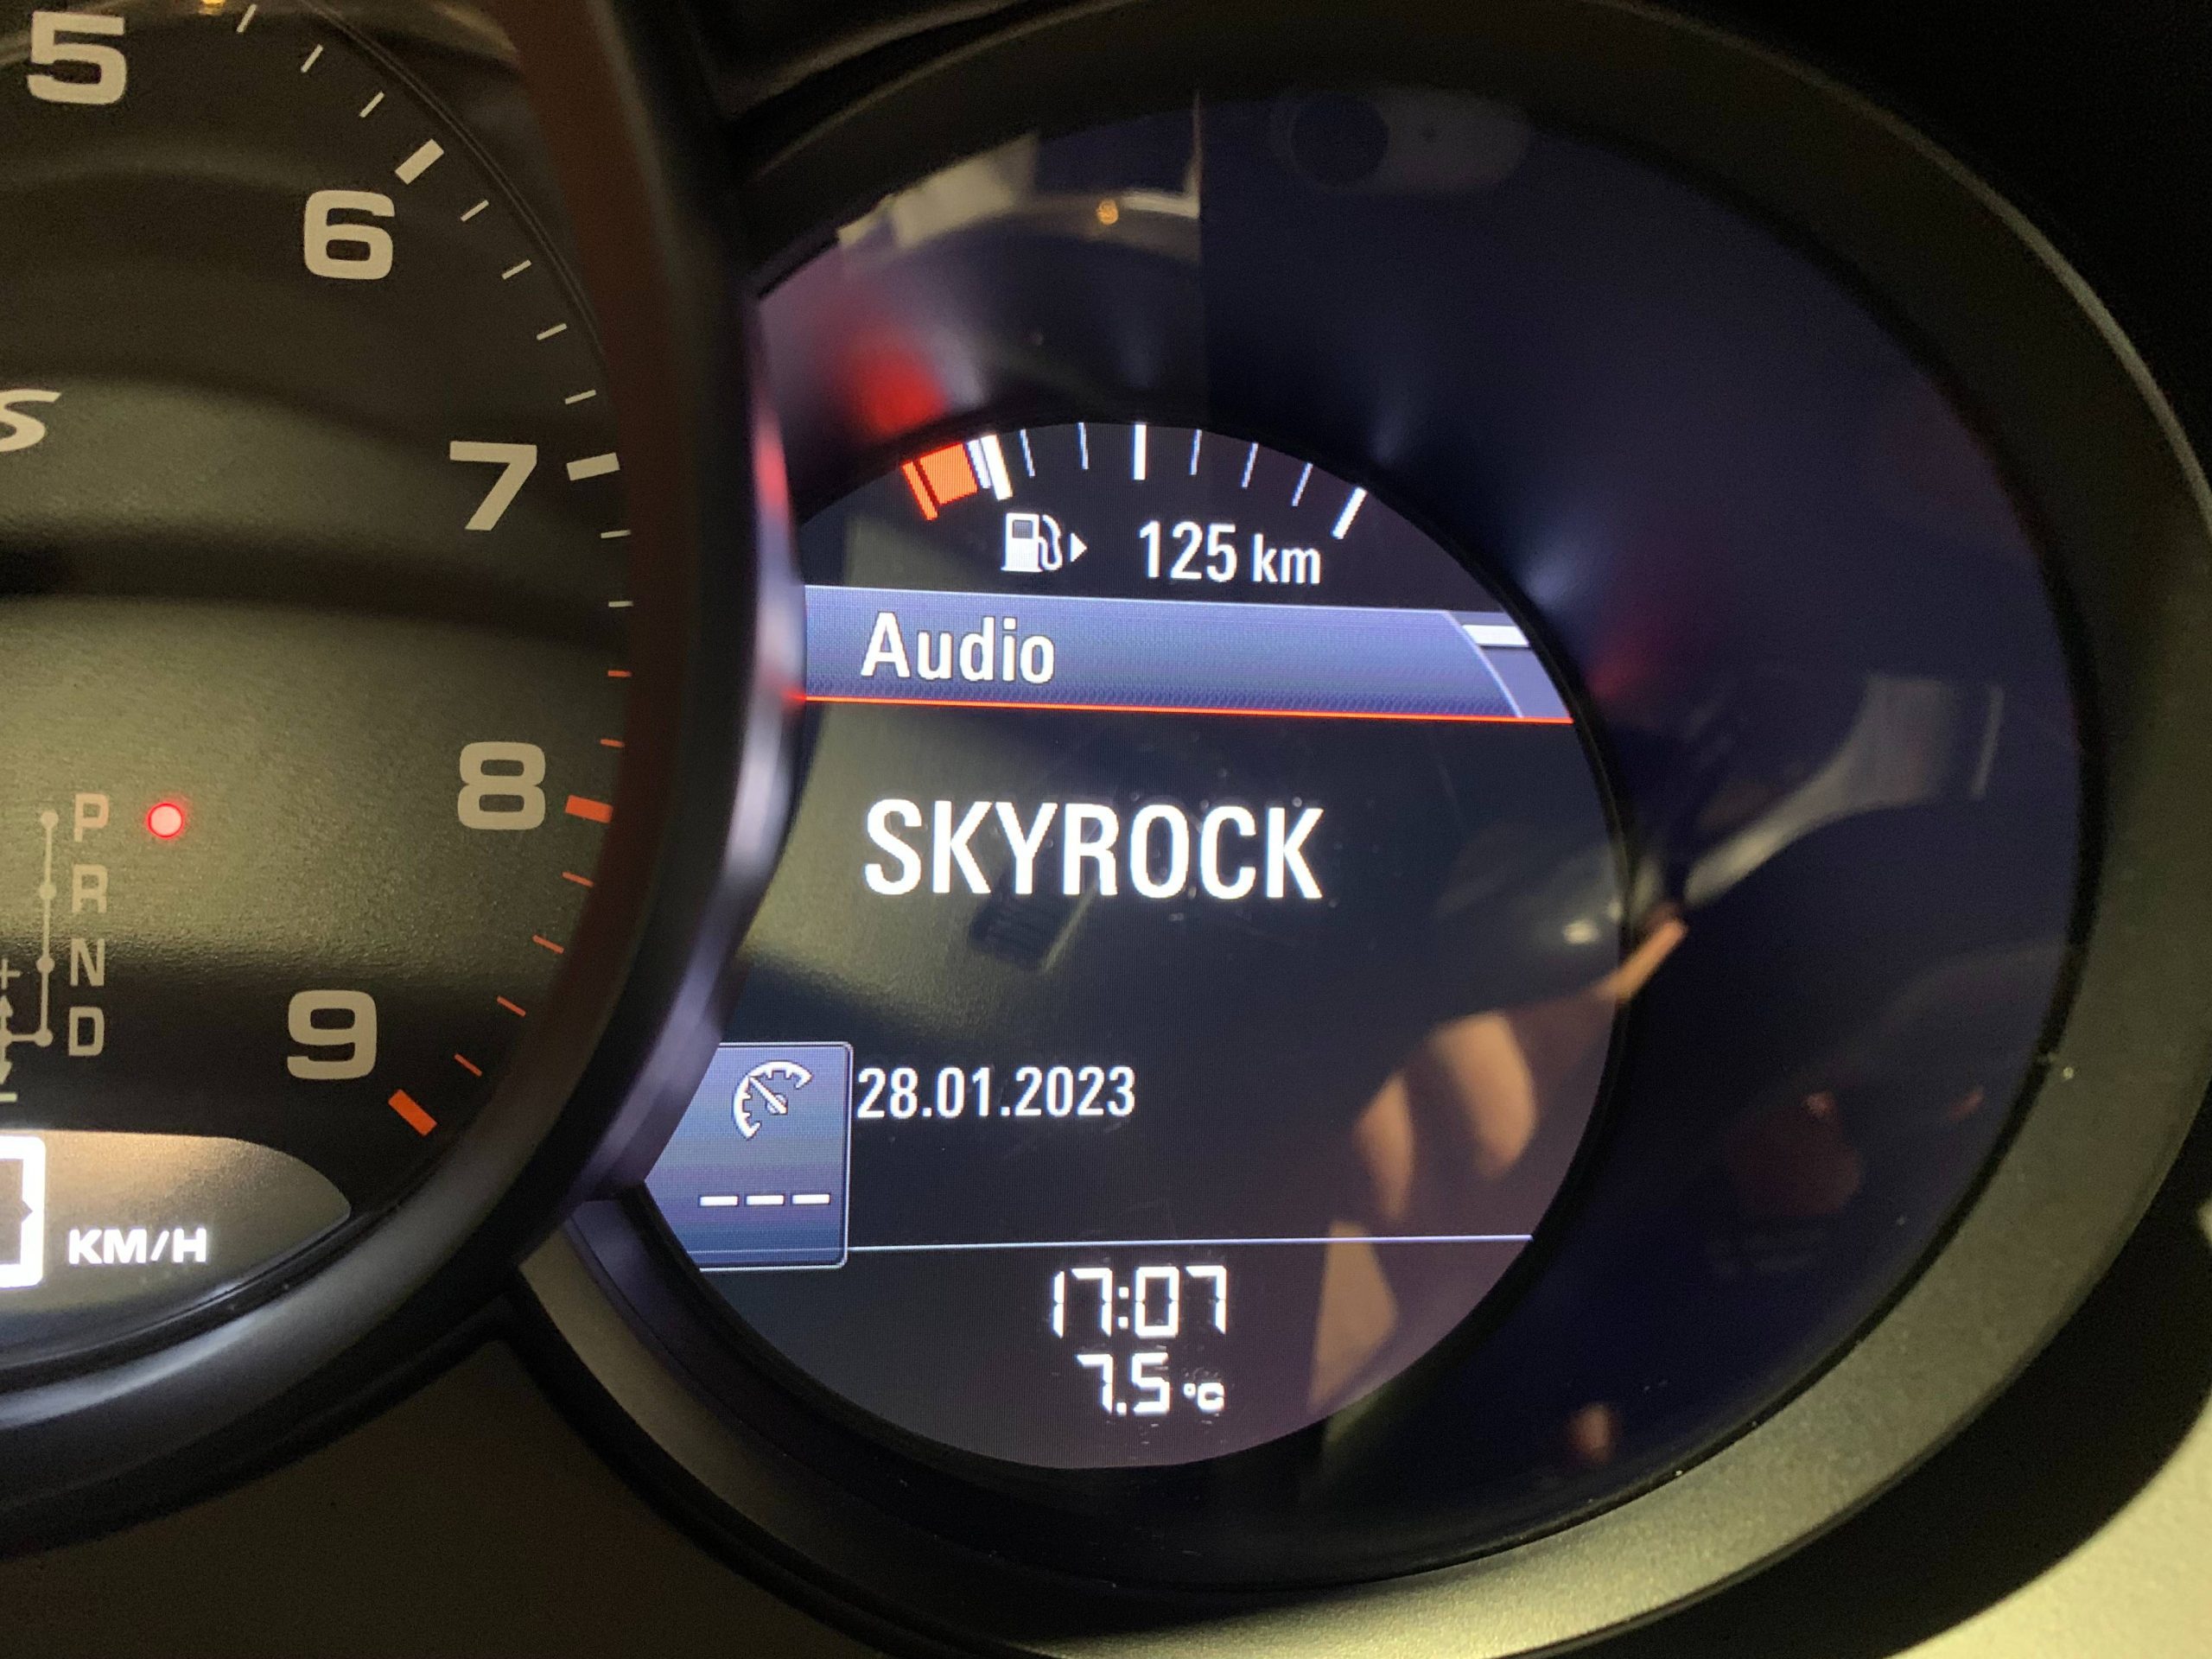 5
6
S
7
8
9
P
R
N
D
+
-
KM/H
125 km
Audio
SKYROCK
28.01.2023
---
17:07
7.5 °C